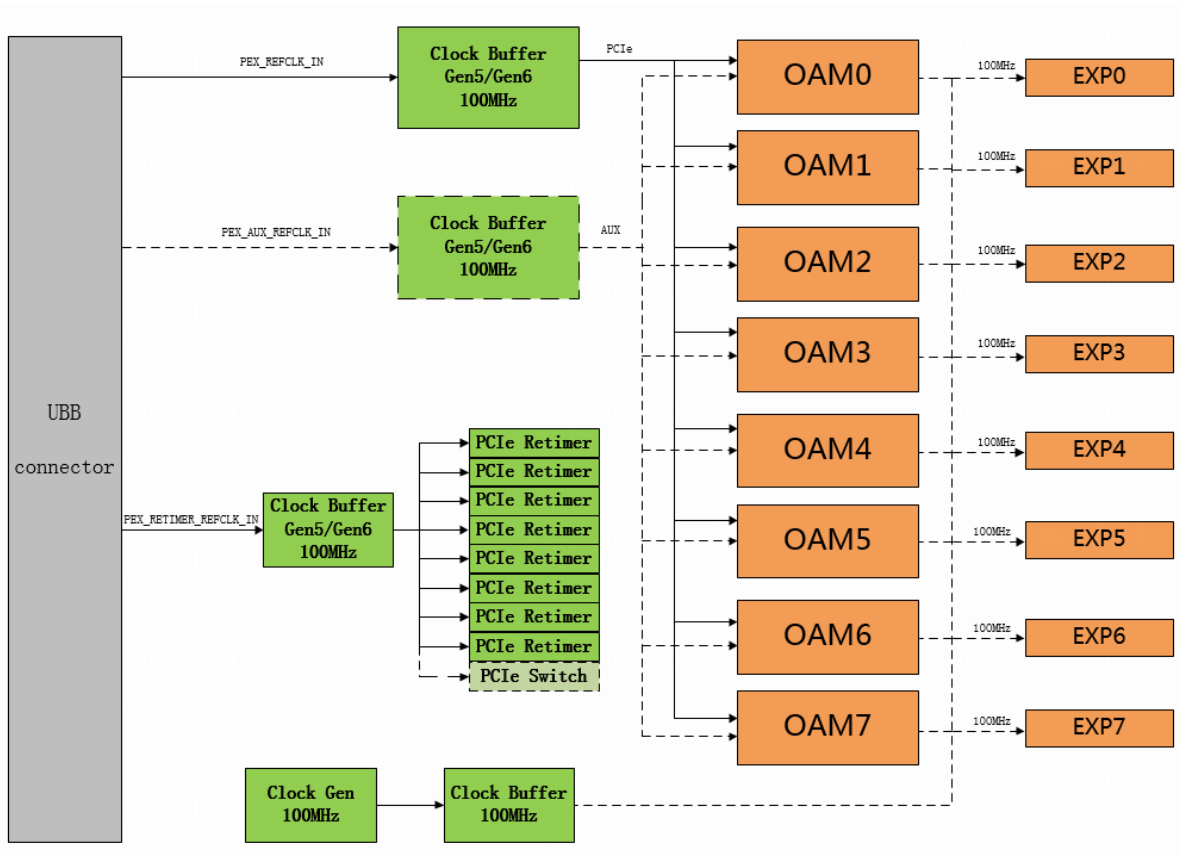 UBB
connector
PEX_REFCLK_IN
Clock Buffer
Gen5/Gen6
100MHz
PCIe
PEX_AUX_REFCLK_IN
Clock Buffer
Gen5/Gen6
100MHz
AUX
PEX_RETIMER_REFCLK_IN
Clock Buffer
Gen5/Gen6
100MHz
PCIe Retimer
PCIe Retimer
PCIe Retimer
PCIe Retimer
PCIe Retimer
PCIe Retimer
PCIe Retimer
PCIe Retimer
PCIe Switch
Clock Gen
100MHz
Clock Buffer
100MHz
OAM0
100MHz
EXP0
OAM1
100MHz
EXP1
OAM2
100MHz
EXP2
OAM3
100MHz
EXP3
OAM4
100MHz
EXP4
OAM5
100MHz
EXP5
OAM6
100MHz
EXP6
OAM7
100MHz
EXP7